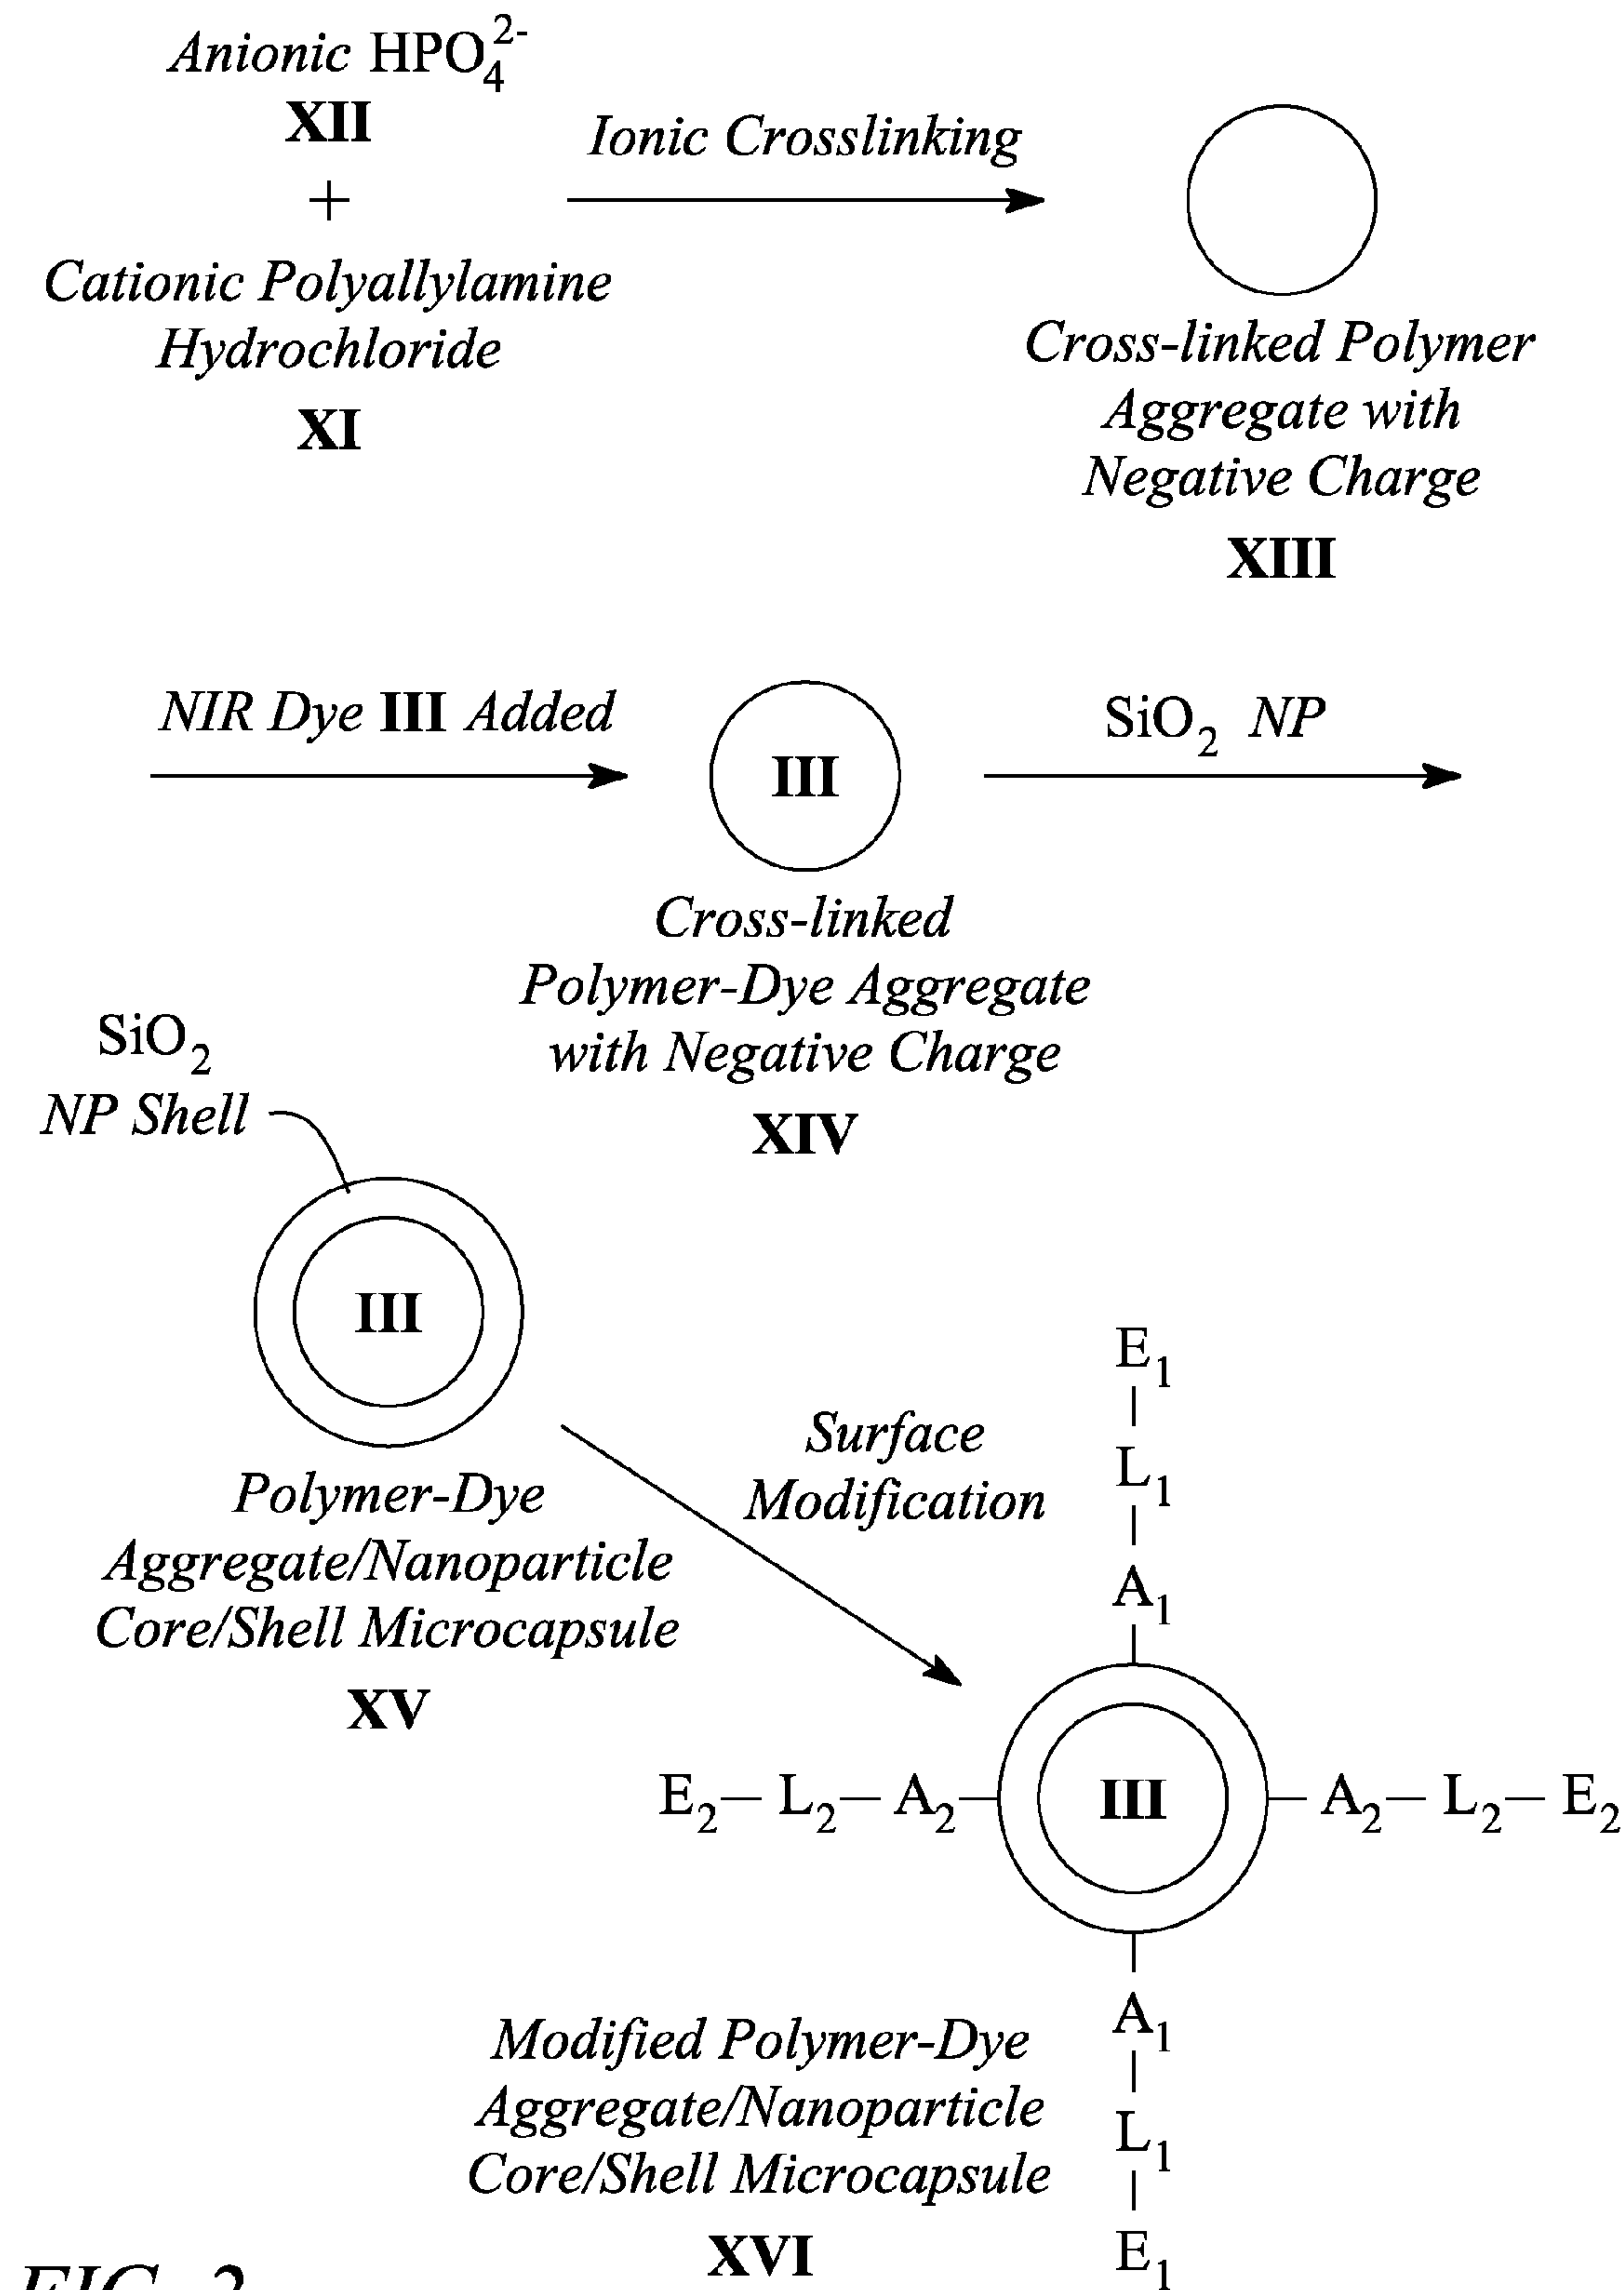 Anionic HPO₄²⁻
XII
+
Cationic Polyallylamine
Hydrochloride
XI
Ionic Crosslinking
Cross-linked Polymer
Aggregate with
Negative Charge
XIII
NIR Dye III Added
III
Cross-linked
Polymer-Dye Aggregate
with Negative Charge
XIV
SiO₂ NP
SiO₂
NP Shell
III
Polymer-Dye
Aggregate/Nanoparticle
Core/Shell Microcapsule
XV
Surface
Modification
E₁
L₁
A₁
E₂— L₂— A₂—
III
— A₂— L₂— E₂
A₁
L₁
E₁
Modified Polymer-Dye
Aggregate/Nanoparticle
Core/Shell Microcapsule
XVI
FIG. 2